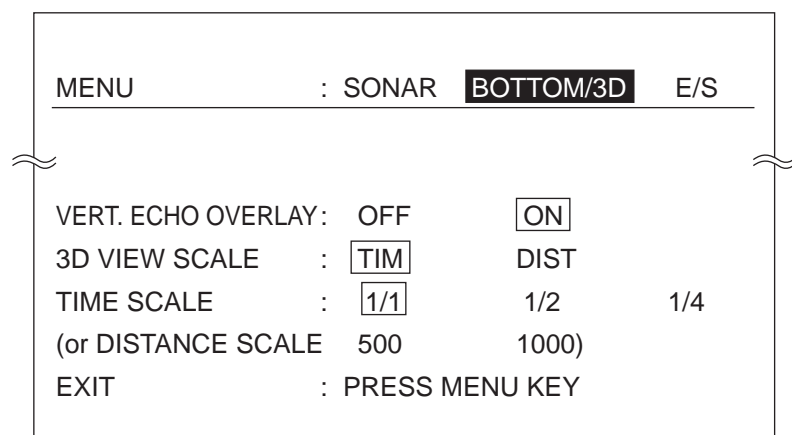 MENU : SONAR BOTTOM/3D E/S
VERT. ECHO OVERLAY : OFF ON
3D VIEW SCALE : TIM DIST
TIME SCALE : 1/1 1/2 1/4
(or DISTANCE SCALE 500 1000)
EXIT : PRESS MENU KEY